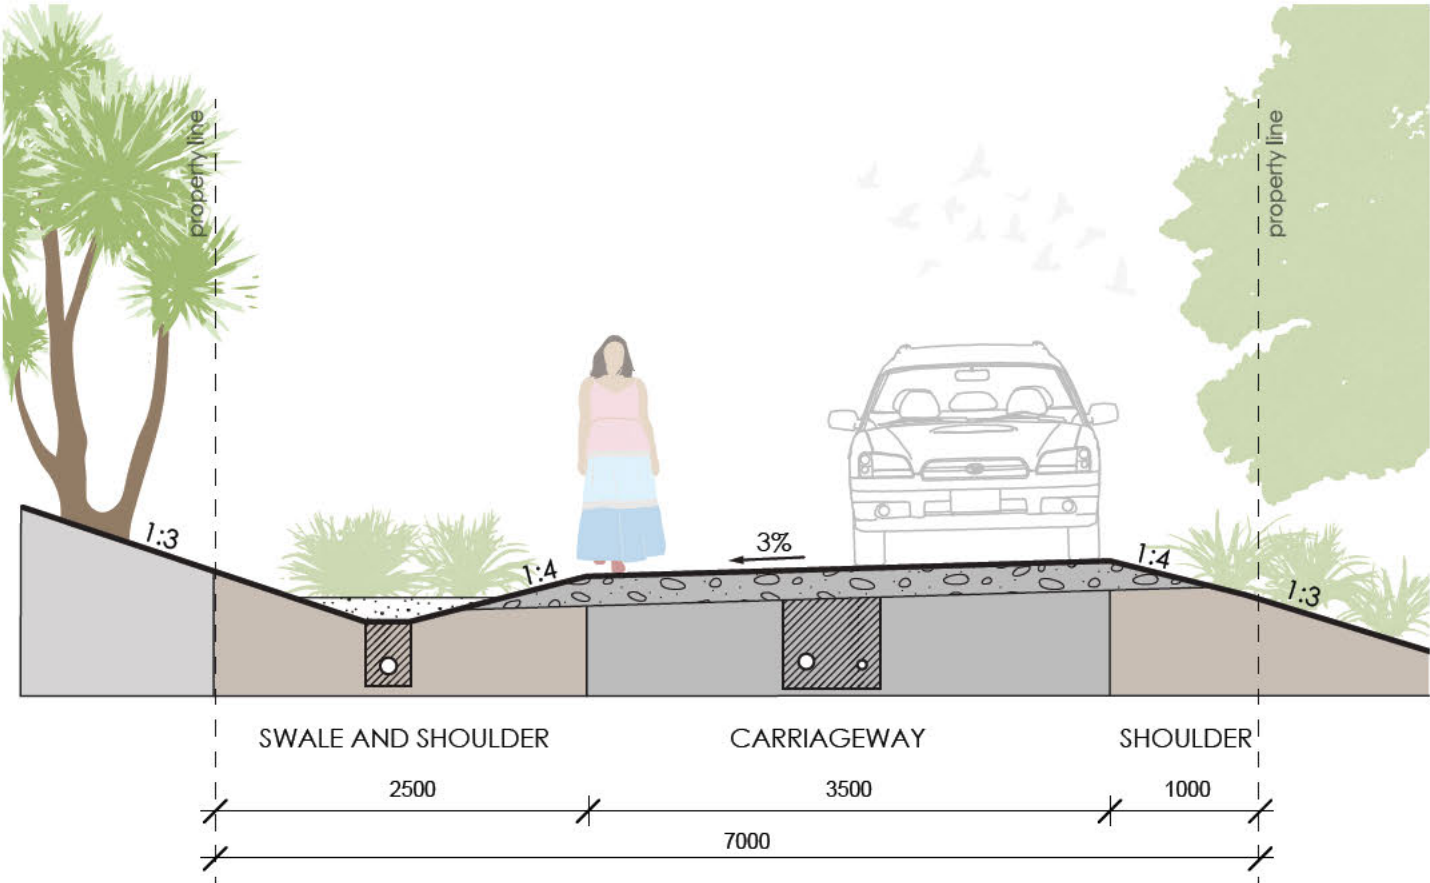 property line
property line
1:3
1:4
3%
1:4
1:3
SWALE AND SHOULDER
CARRIAGEWAY
SHOULDER
2500
3500
1000
7000